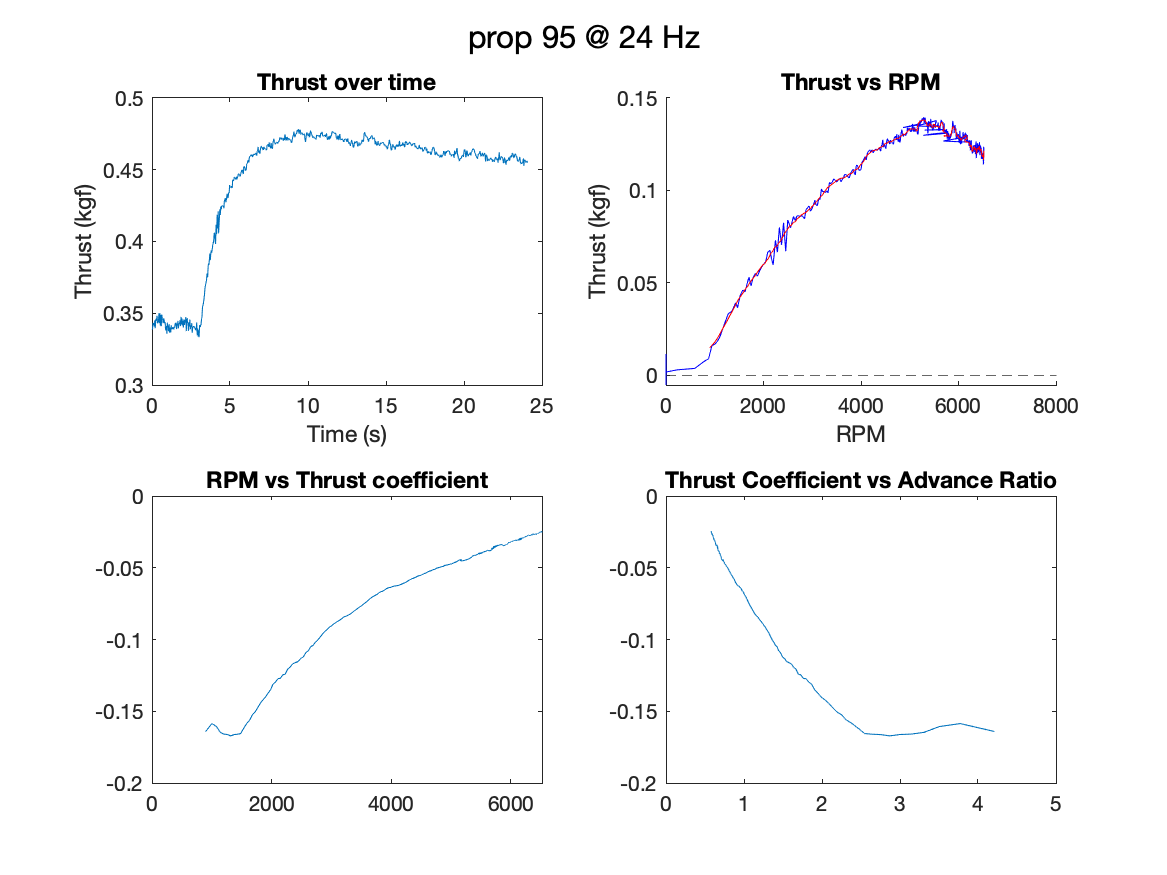 prop 95 @ 24 Hz
Thrust over time
0.5
0.45
0.4
0.35
0.3
Thrust (kgf)
0 5 10 15 20 25
Time (s)
Thrust vs RPM
0.15
0.1
0.05
0
Thrust (kgf)
0 2000 4000 6000 8000
RPM
RPM vs Thrust coefficient
0
-0.05
-0.1
-0.15
-0.2
0 2000 4000 6000
Thrust Coefficient vs Advance Ratio
0
-0.05
-0.1
-0.15
-0.2
0 1 2 3 4 5